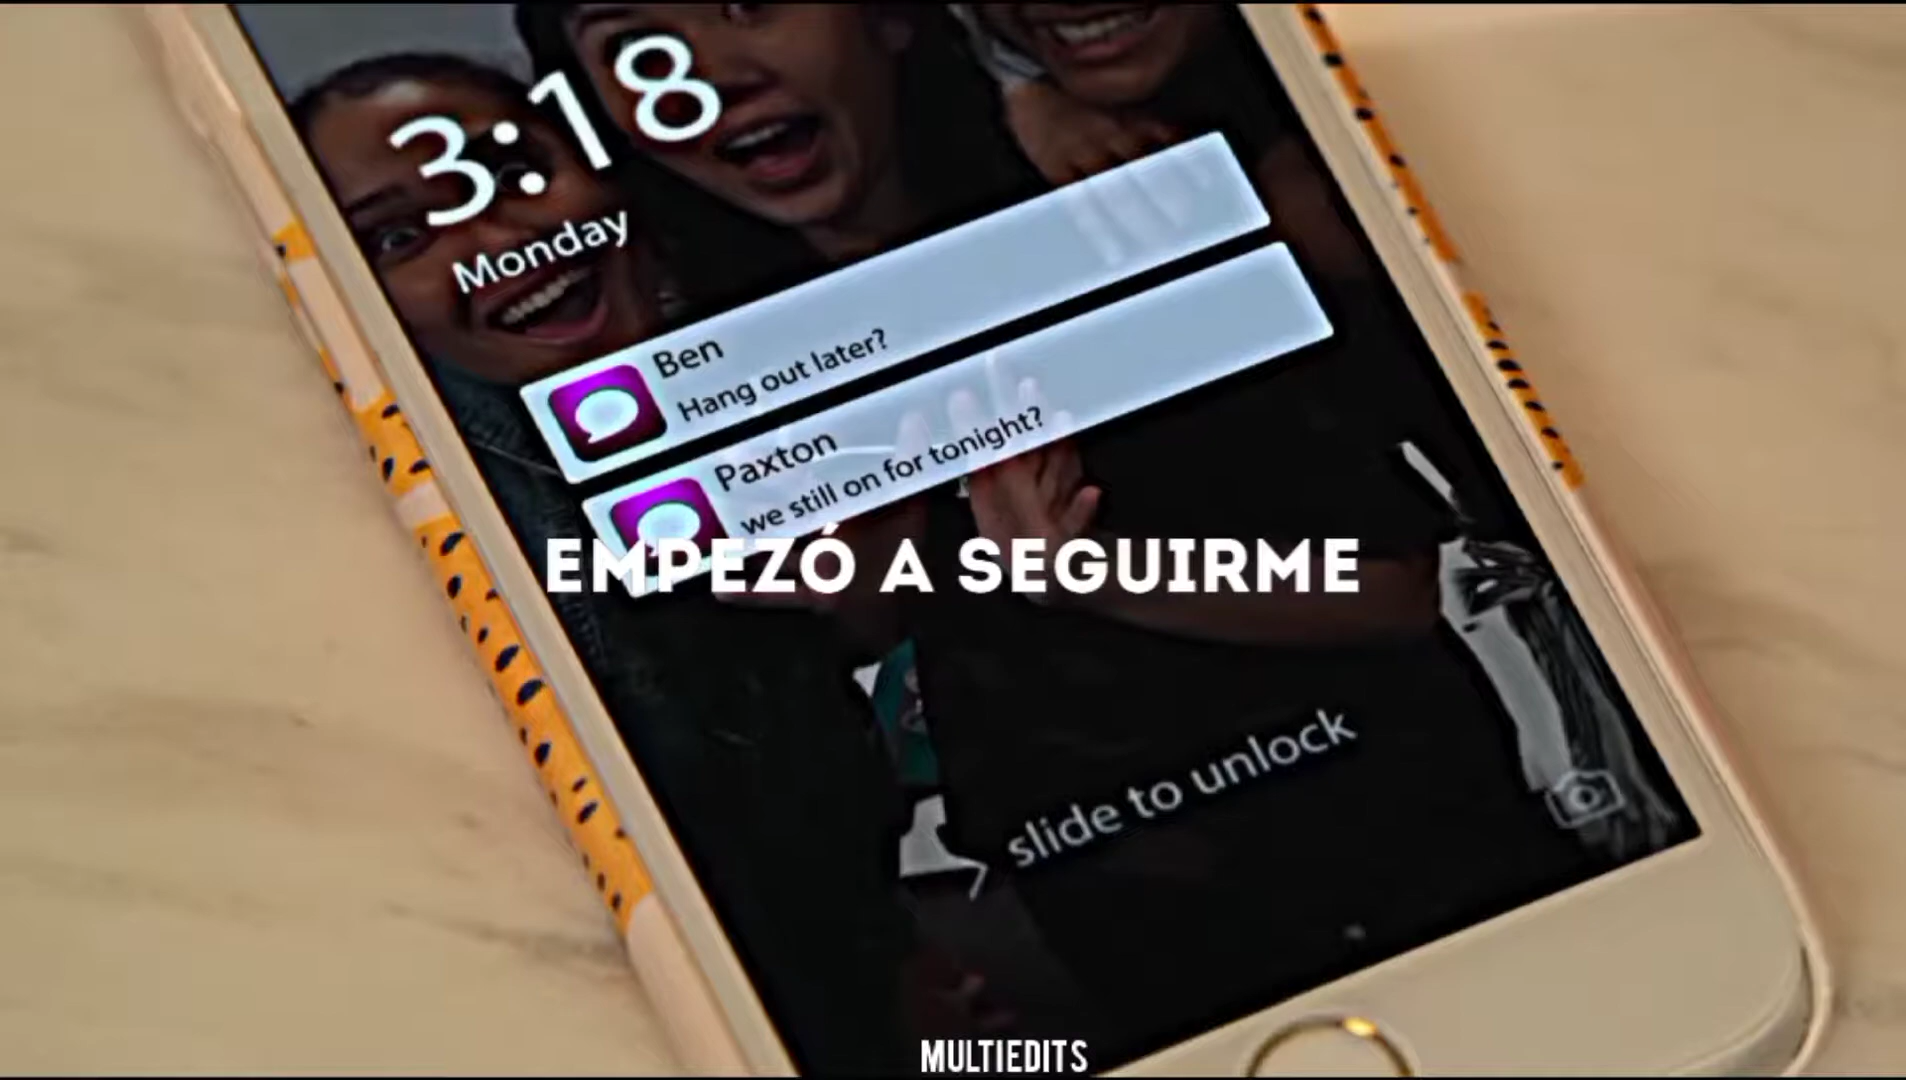 3:18
Monday
Ben
Hang out later?
Paxton
we still on for tonight?
EMPEZÓ A SEGUIRME
slide to unlock
MULTIEDITS